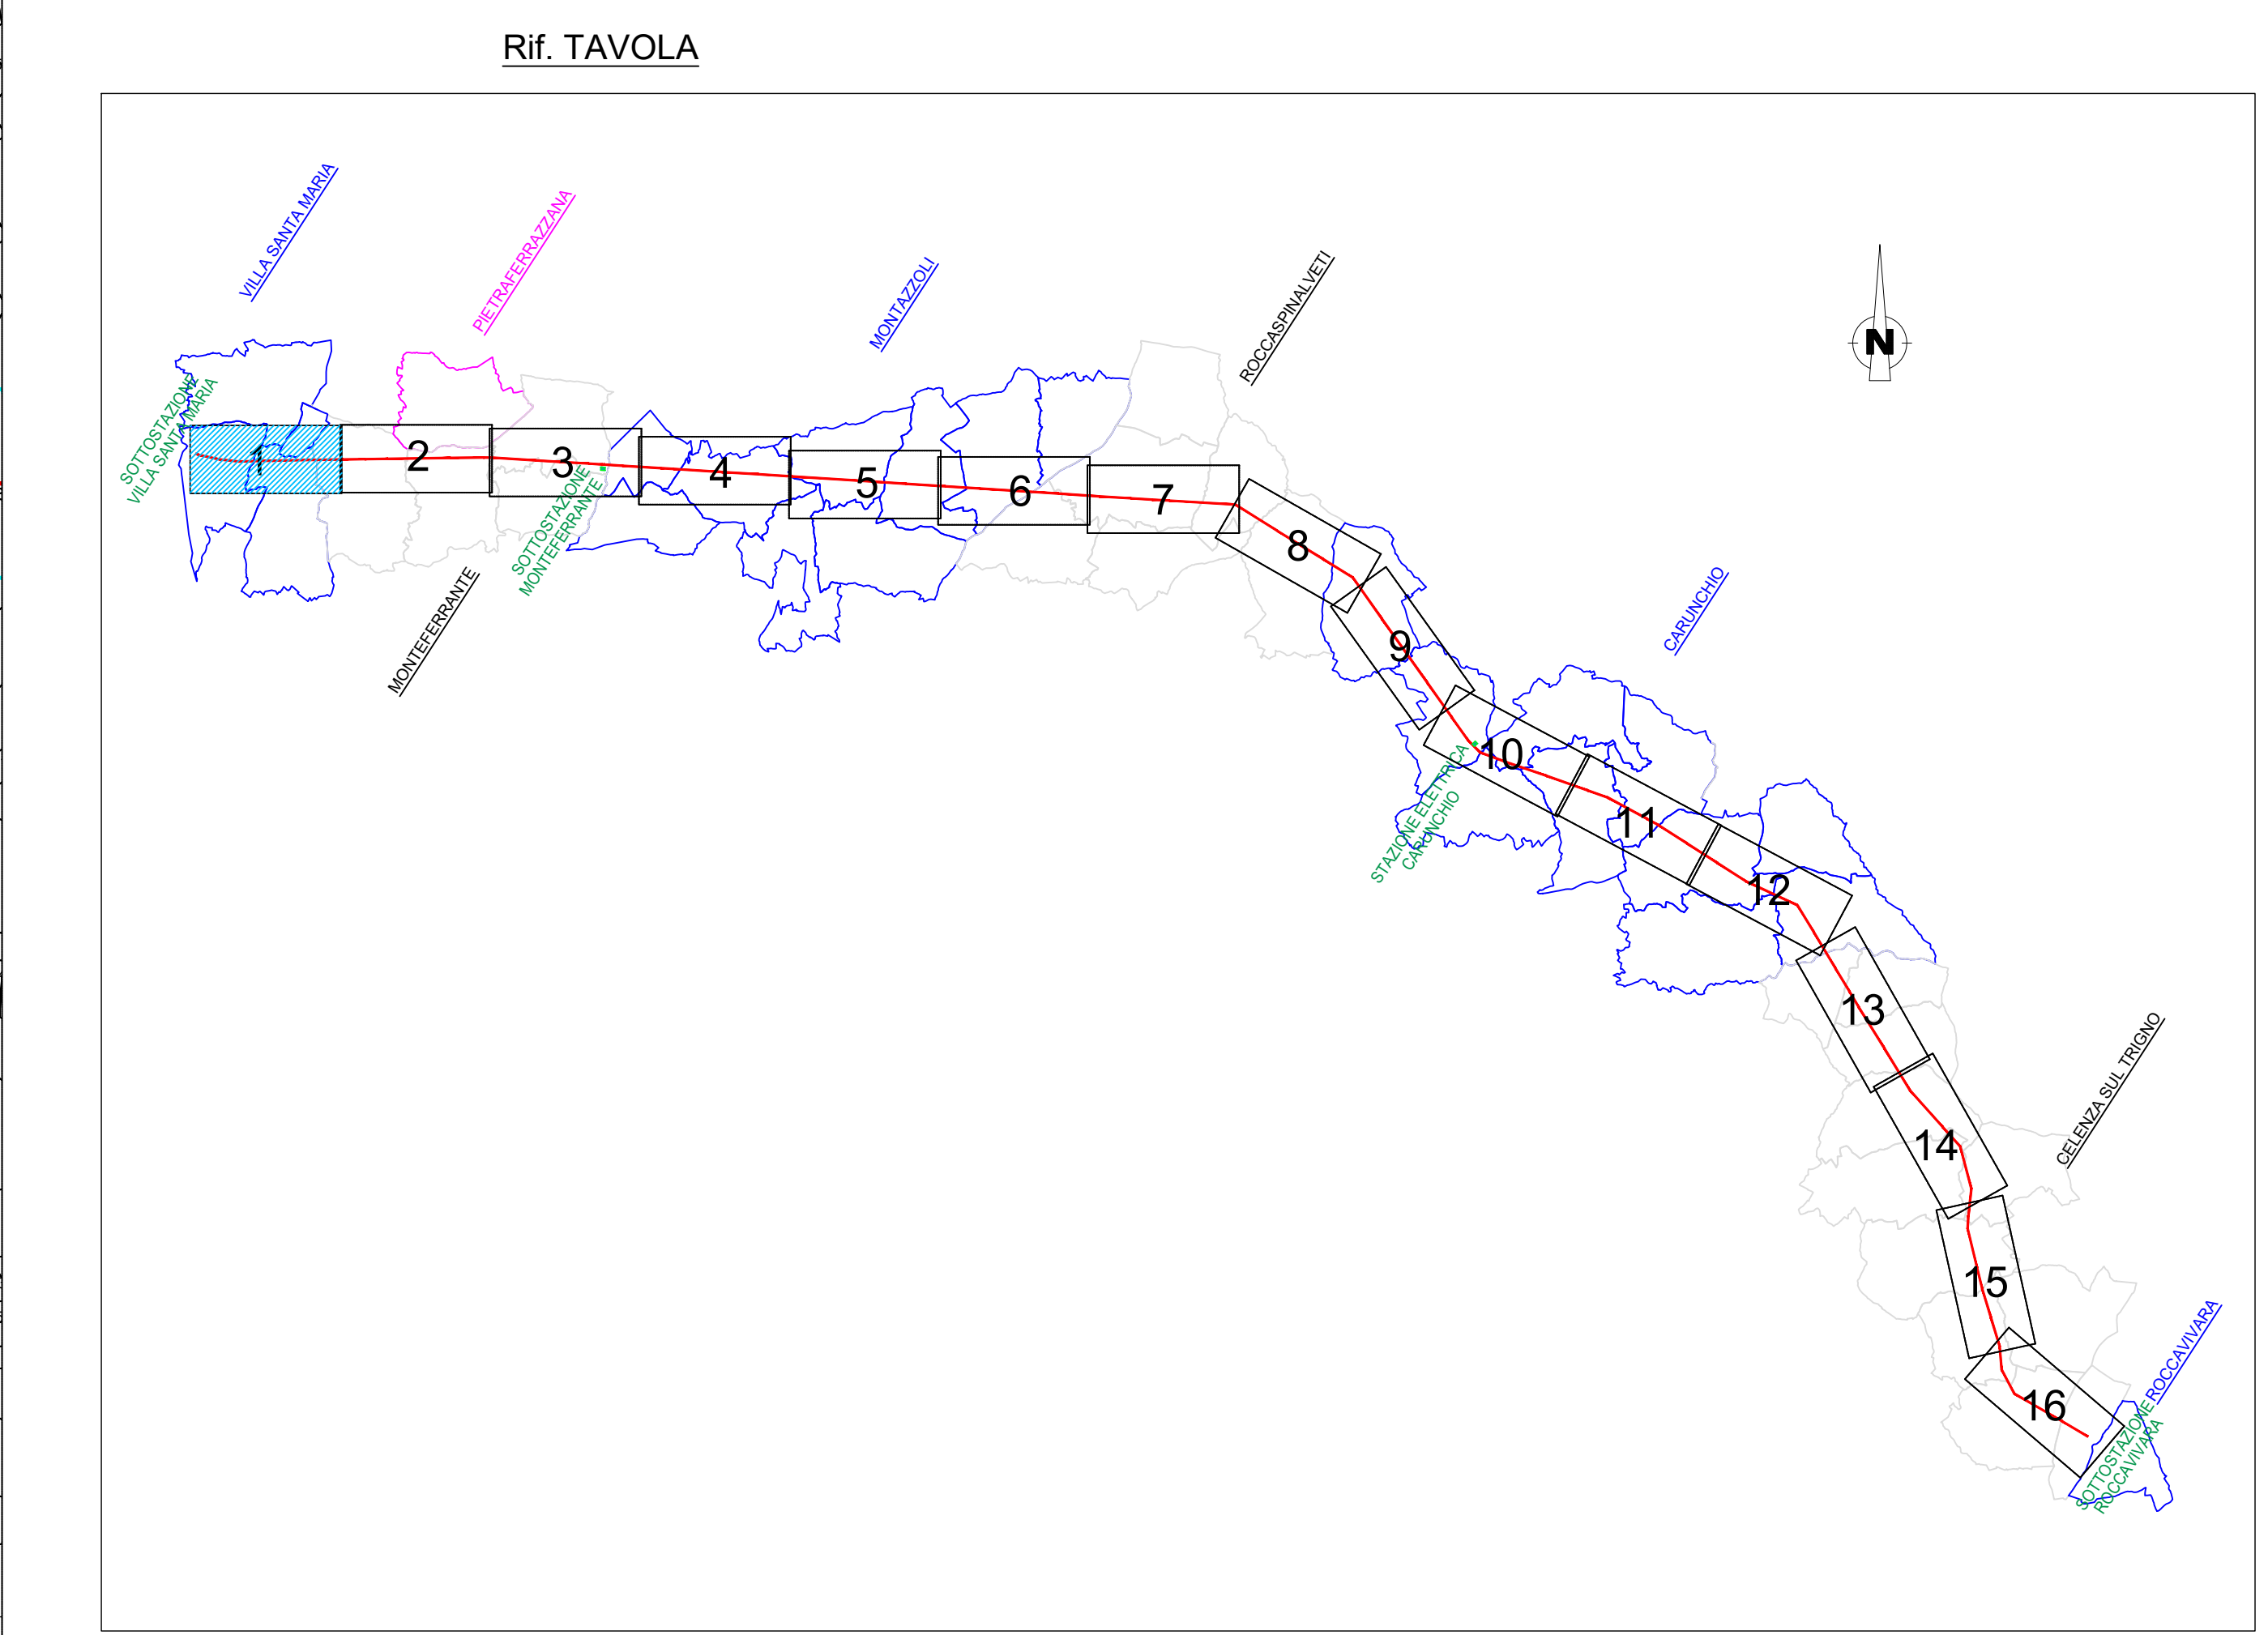 Rif. TAVOLA
VILLA SANTA MARIA
PIETRAFERRAZZANA
MONTAZZOLI
ROCCASPINALVETI
N
SOTTOSTAZIONE
VILLA SANTA MARIA
1
2
3
4
5
6
7
8
SOTTOSTAZIONE
MONTEFERRANTE
MONTEFERRANTE
CARUNCHIO
9
10
STAZIONE ELETTRICA
CARUNCHIO
11
12
13
CELENZA SUL TRIGNO
14
15
ROCCAVIVARA
16
SOTTOSTAZIONE
ROCCAVIVARA